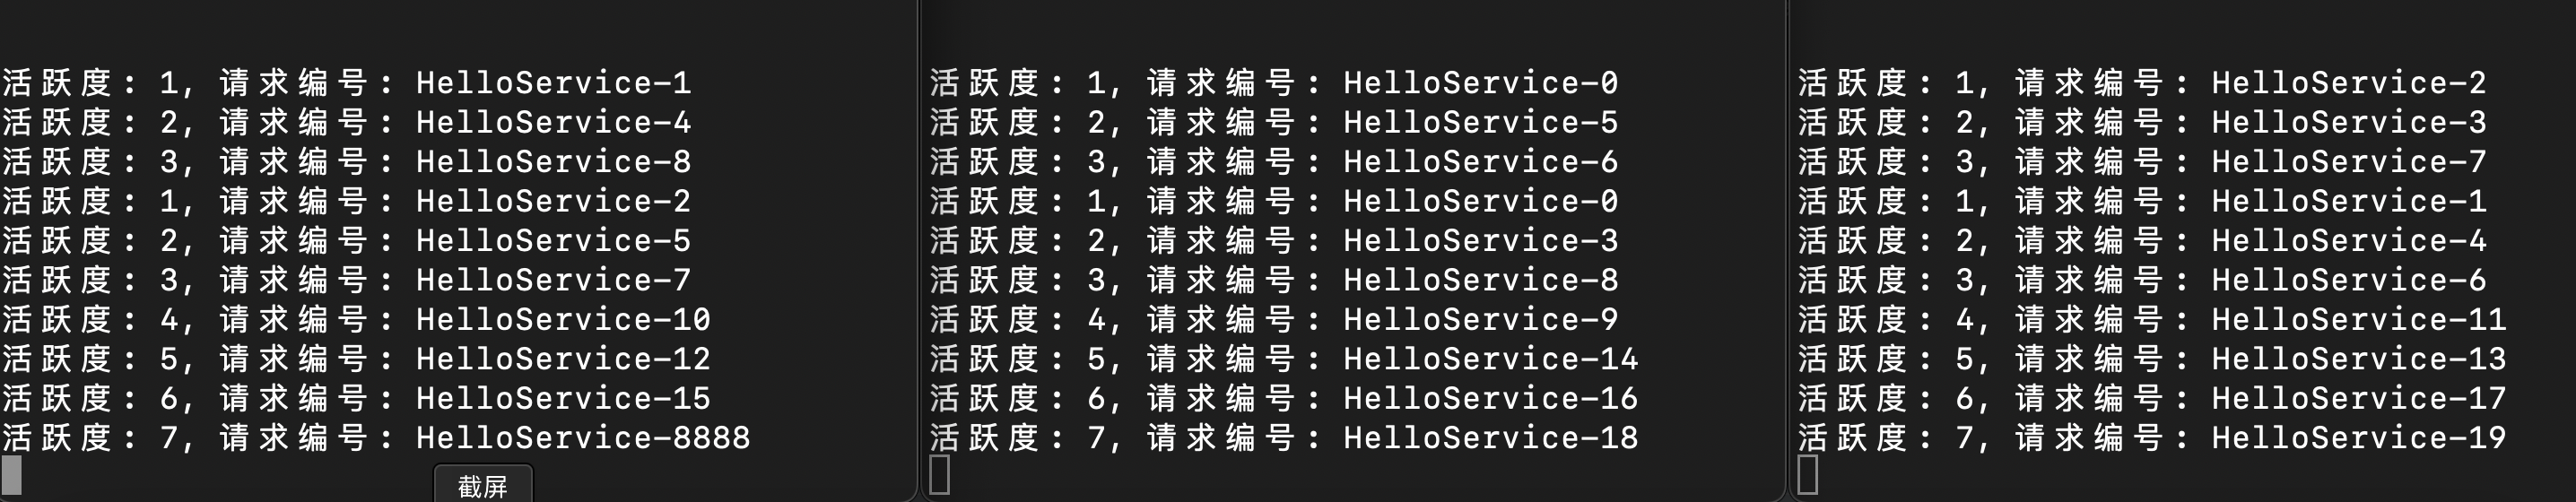 活跃度: 1, 请求编号: HelloService-1
活跃度: 2, 请求编号: HelloService-4
活跃度: 3, 请求编号: HelloService-8
活跃度: 1, 请求编号: HelloService-2
活跃度: 2, 请求编号: HelloService-5
活跃度: 3, 请求编号: HelloService-7
活跃度: 4, 请求编号: HelloService-10
活跃度: 5, 请求编号: HelloService-12
活跃度: 6, 请求编号: HelloService-15
活跃度: 7, 请求编号: HelloService-8888
截屏
活跃度: 1, 请求编号: HelloService-0
活跃度: 2, 请求编号: HelloService-5
活跃度: 3, 请求编号: HelloService-6
活跃度: 1, 请求编号: HelloService-0
活跃度: 2, 请求编号: HelloService-3
活跃度: 3, 请求编号: HelloService-8
活跃度: 4, 请求编号: HelloService-9
活跃度: 5, 请求编号: HelloService-14
活跃度: 6, 请求编号: HelloService-16
活跃度: 7, 请求编号: HelloService-18
活跃度: 1, 请求编号: HelloService-2
活跃度: 2, 请求编号: HelloService-3
活跃度: 3, 请求编号: HelloService-7
活跃度: 1, 请求编号: HelloService-1
活跃度: 2, 请求编号: HelloService-4
活跃度: 3, 请求编号: HelloService-6
活跃度: 4, 请求编号: HelloService-11
活跃度: 5, 请求编号: HelloService-13
活跃度: 6, 请求编号: HelloService-17
活跃度: 7, 请求编号: HelloService-19